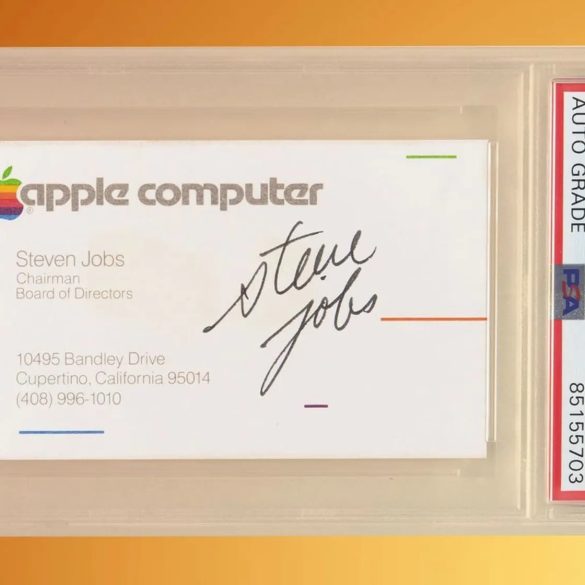 apple computer
®
Steven Jobs
Chairman
Board of Directors
steve
jobs
10495 Bandley Drive
Cupertino, California 95014
(408) 996-1010
AUTO GRADE
PSA
85155703